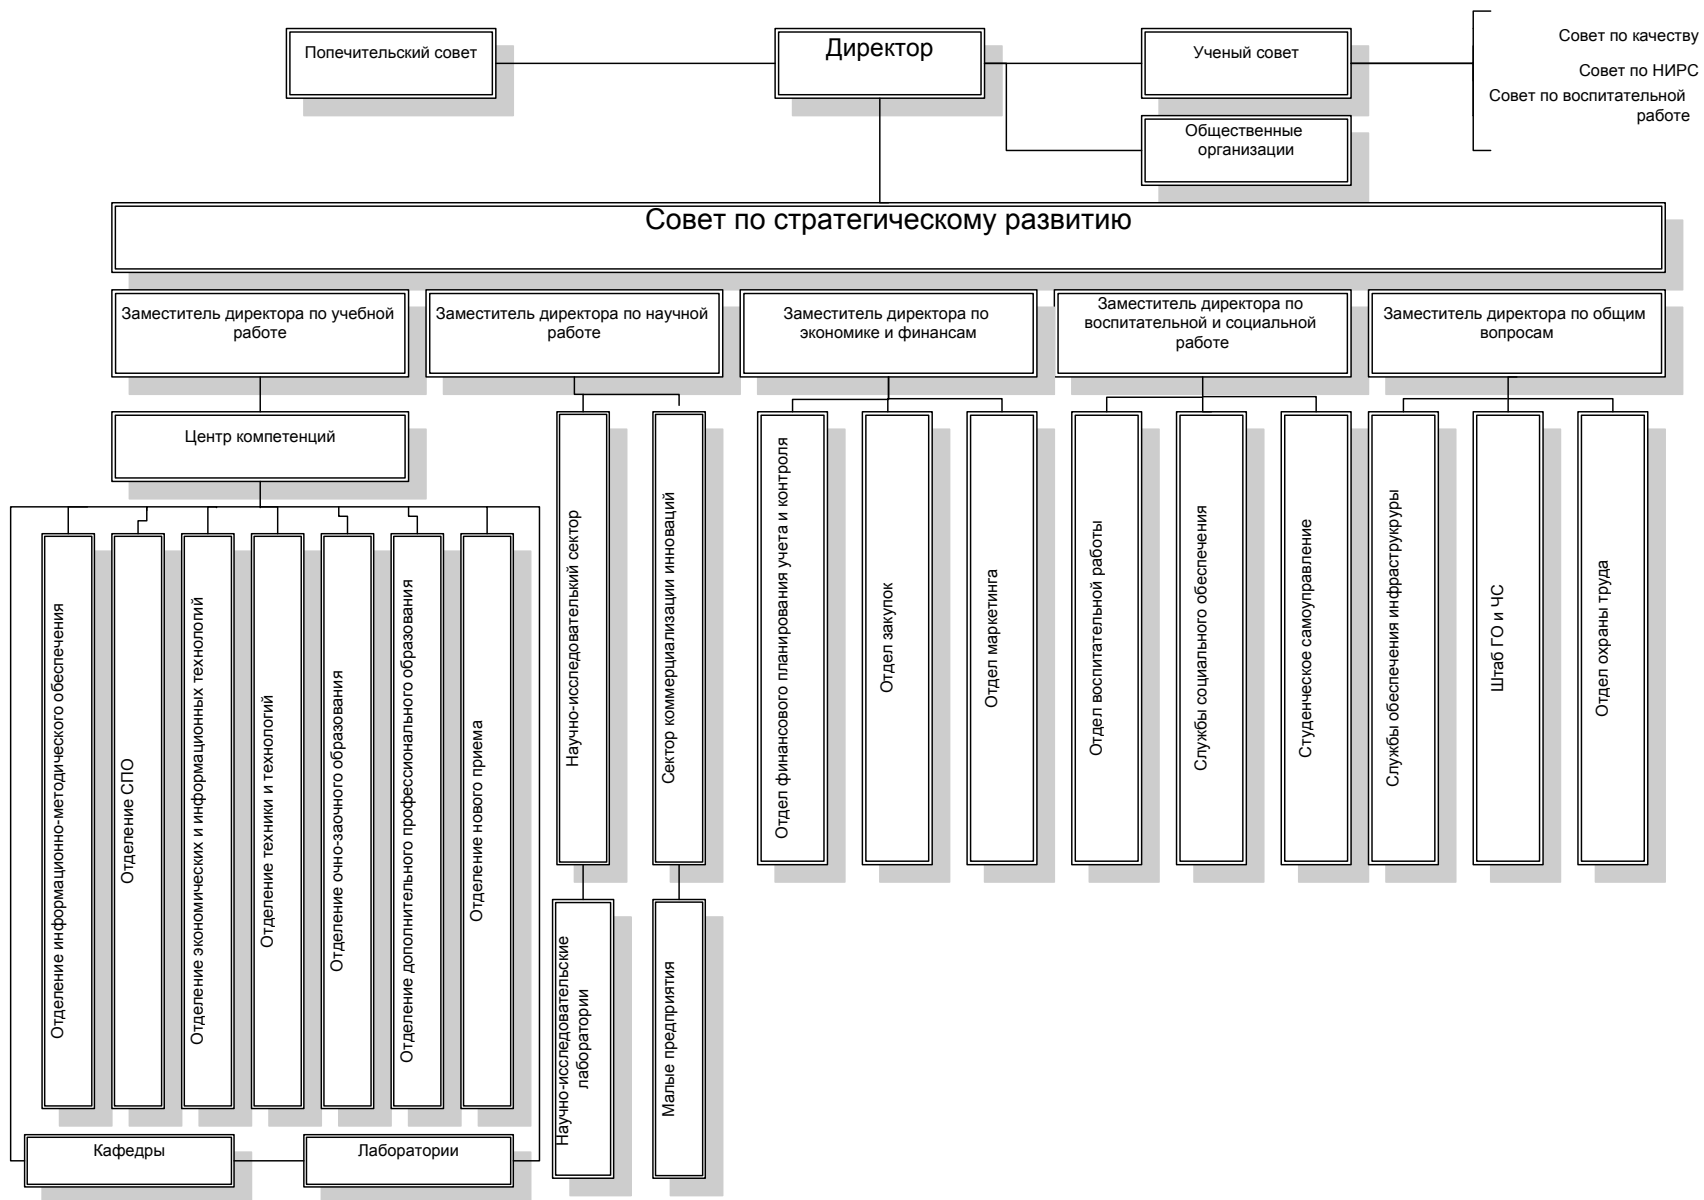 Попечительский совет
Директор
Ученый совет
Совет по качеству
Совет по НИРС
Совет по воспитательной
работе
Общественные
организации
Совет по стратегическому развитию
Заместитель директора по учебной
работе
Заместитель директора по научной
работе
Заместитель директора по
экономике и финансам
Заместитель директора по
воспитательной и социальной
работе
Заместитель директора по общим
вопросам
Центр компетенций
Отделение информационно-методического обеспечения
Отделение СПО
Отделение экономических и информационных технологий
Отделение техники и технологий
Отделение очно-заочного образования
Отделение дополнительного профессионального образования
Отделение нового приема
Кафедры
Лаборатории
Научно-исследователький сектор
Сектор коммерциализации инноваций
Научно-исследовательские
лаборатории
Малые предприятия
Отдел финансового планирования учета и контроля
Отдел закупок
Отдел маркетинга
Отдел воспитательной работы
Службы социального обеспечения
Студенческое самоуправление
Службы обеспечения инфраструкруры
Штаб ГО и ЧС
Отдел охраны труда